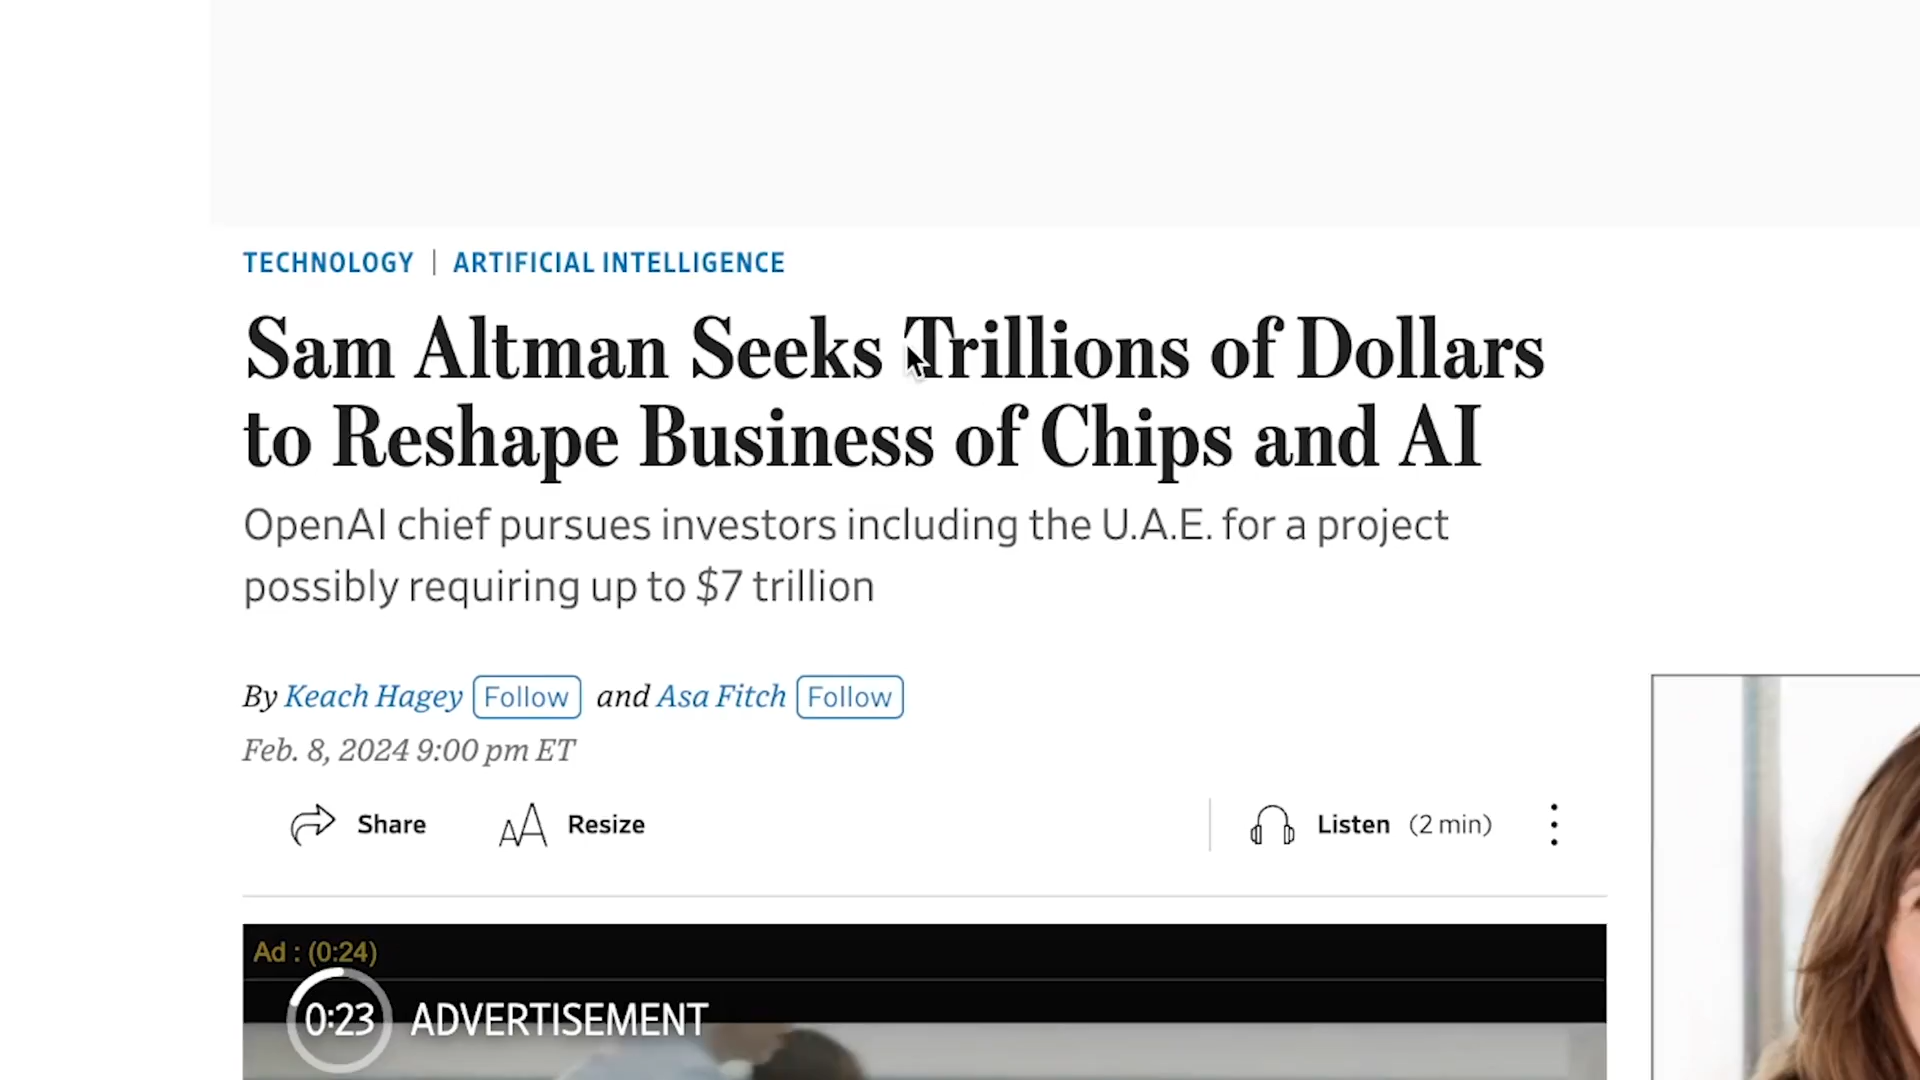 TECHNOLOGY | ARTIFICIAL INTELLIGENCE
Sam Altman Seeks Trillions of Dollars
to Reshape Business of Chips and AI
OpenAI chief pursues investors including the U.A.E. for a project
possibly requiring up to $7 trillion
By Keach Hagey Follow and Asa Fitch Follow
Feb. 8, 2024 9:00 pm ET
Share Resize Listen (2 min)
Ad : (0:24)
0:23 ADVERTISEMENT